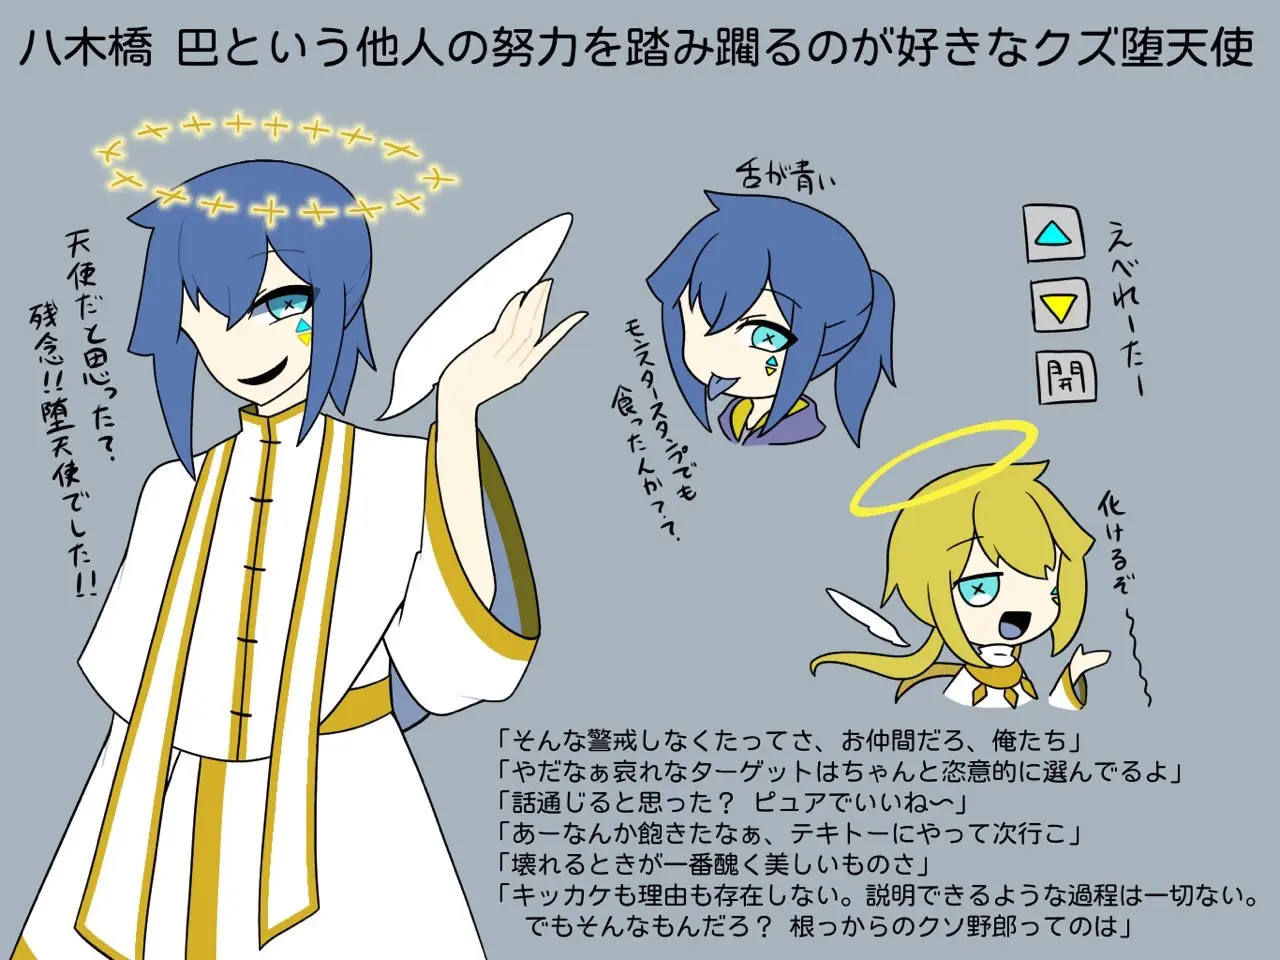 八木橋 巴という他人の努力を踏み躙るのが好きなクズ堕天使
天使だと思った?
残念!!堕天使でした!!
舌が青い
モンスタースタンプでも
食ったんか??
えべれーたー
開
化けるぞ
「そんな警戒しなくたってさ、お仲間だろ、俺たち」
「やだなぁ哀れなターゲットはちゃんと恣意的に選んでるよ」
「話通じると思った? ピュアでいいね〜」
「あーなんか飽きたなぁ、テキトーにやって次行こ」
「壊れるときが一番醜く美しいものさ」
「キッカケも理由も存在しない。説明できるような過程は一切ない。
でもそんなもんだろ? 根っからのクソ野郎ってのは」